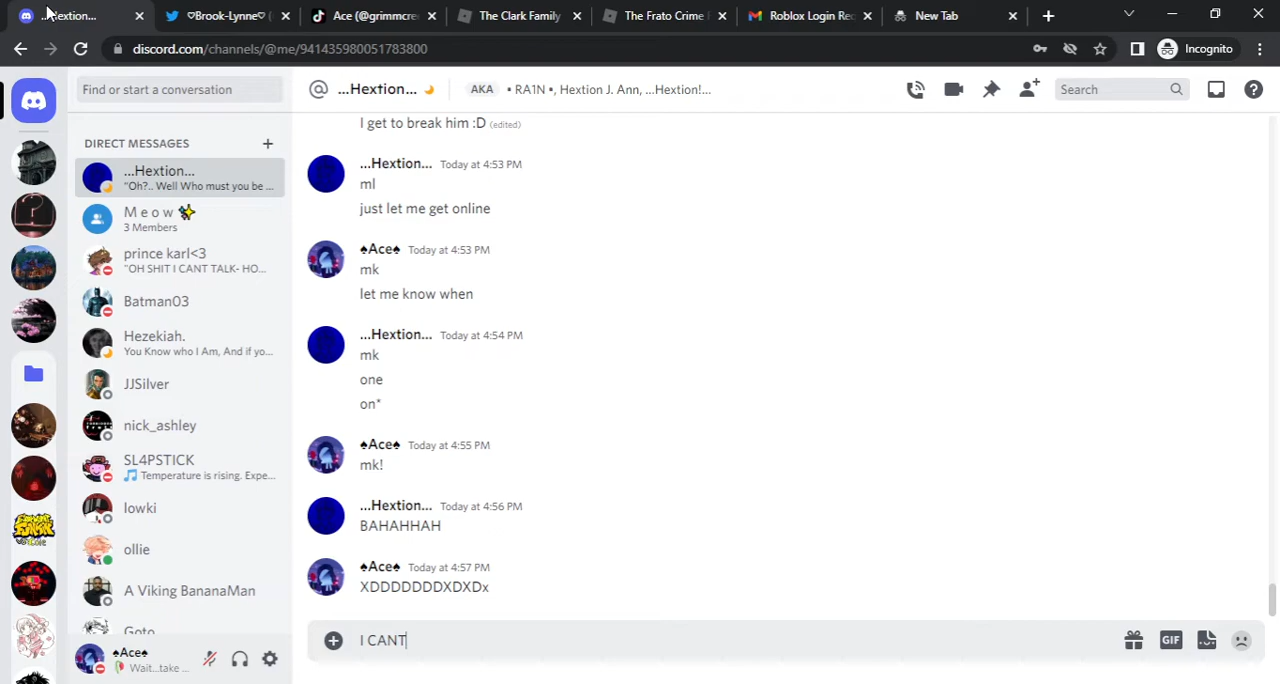 ...Hextion...
♡Brook-Lynne♡ (
Ace (@grimmcre
The Clark Family
The Frato Crime F
Roblox Login Rec
New Tab
discord.com/channels/@me/941435980051783800
Incognito
Find or start a conversation
...Hextion...
AKA
• RA1N •, Hextion J. Ann, ...Hextion!...
Search
DIRECT MESSAGES
...Hextion...
"Oh?.. Well Who must you be ...
M e o w ✨
3 Members
prince karl<3
"OH SHIT I CANT TALK- HO...
Batman03
Hezekiah.
You Know who I Am, And if yo...
JJSilver
nick_ashley
SL4PSTICK
🎵 Temperature is rising. Expe...
lowki
ollie
A Viking BananaMan
Goto
♠Ace♠
Wait...take ...
I get to break him :D (edited)
...Hextion... Today at 4:53 PM
ml
just let me get online
♠Ace♠ Today at 4:53 PM
mk
let me know when
...Hextion... Today at 4:54 PM
mk
one
on*
♠Ace♠ Today at 4:55 PM
mk!
...Hextion... Today at 4:56 PM
BAHAHHAH
♠Ace♠ Today at 4:57 PM
XDDDDDDDXDXDx
I CANT
GIF